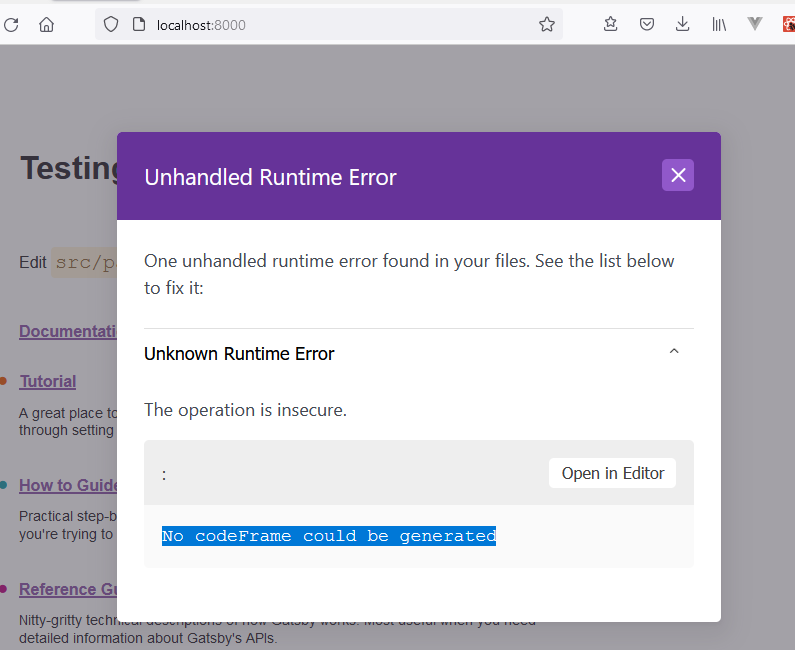 localhost:8000
Testing
Unhandled Runtime Error
Edit src/pa
One unhandled runtime error found in your files. See the list below
to fix it:
Documentati
Unknown Runtime Error
Tutorial
A great place to
through setting
The operation is insecure.
:
Open in Editor
How to Guide
Practical step-b
you're trying to
No codeFrame could be generated
Reference Gu
Nitty-gritty technical descriptions of how Gatsby works. Most useful when you need
detailed information about Gatsby's APIs.